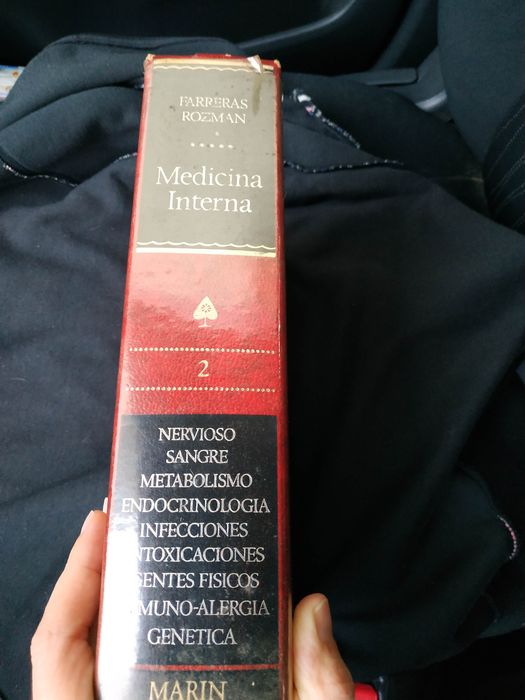 FARRERAS
ROZMAN
Medicina
Interna
2
NERVIOSO
SANGRE
METABOLISMO
ENDOCRINOLOGIA
INFECCIONES
NTOXICACIONES
GENTES FISICOS
MUNO-ALERGIA
GENETICA
MARIN